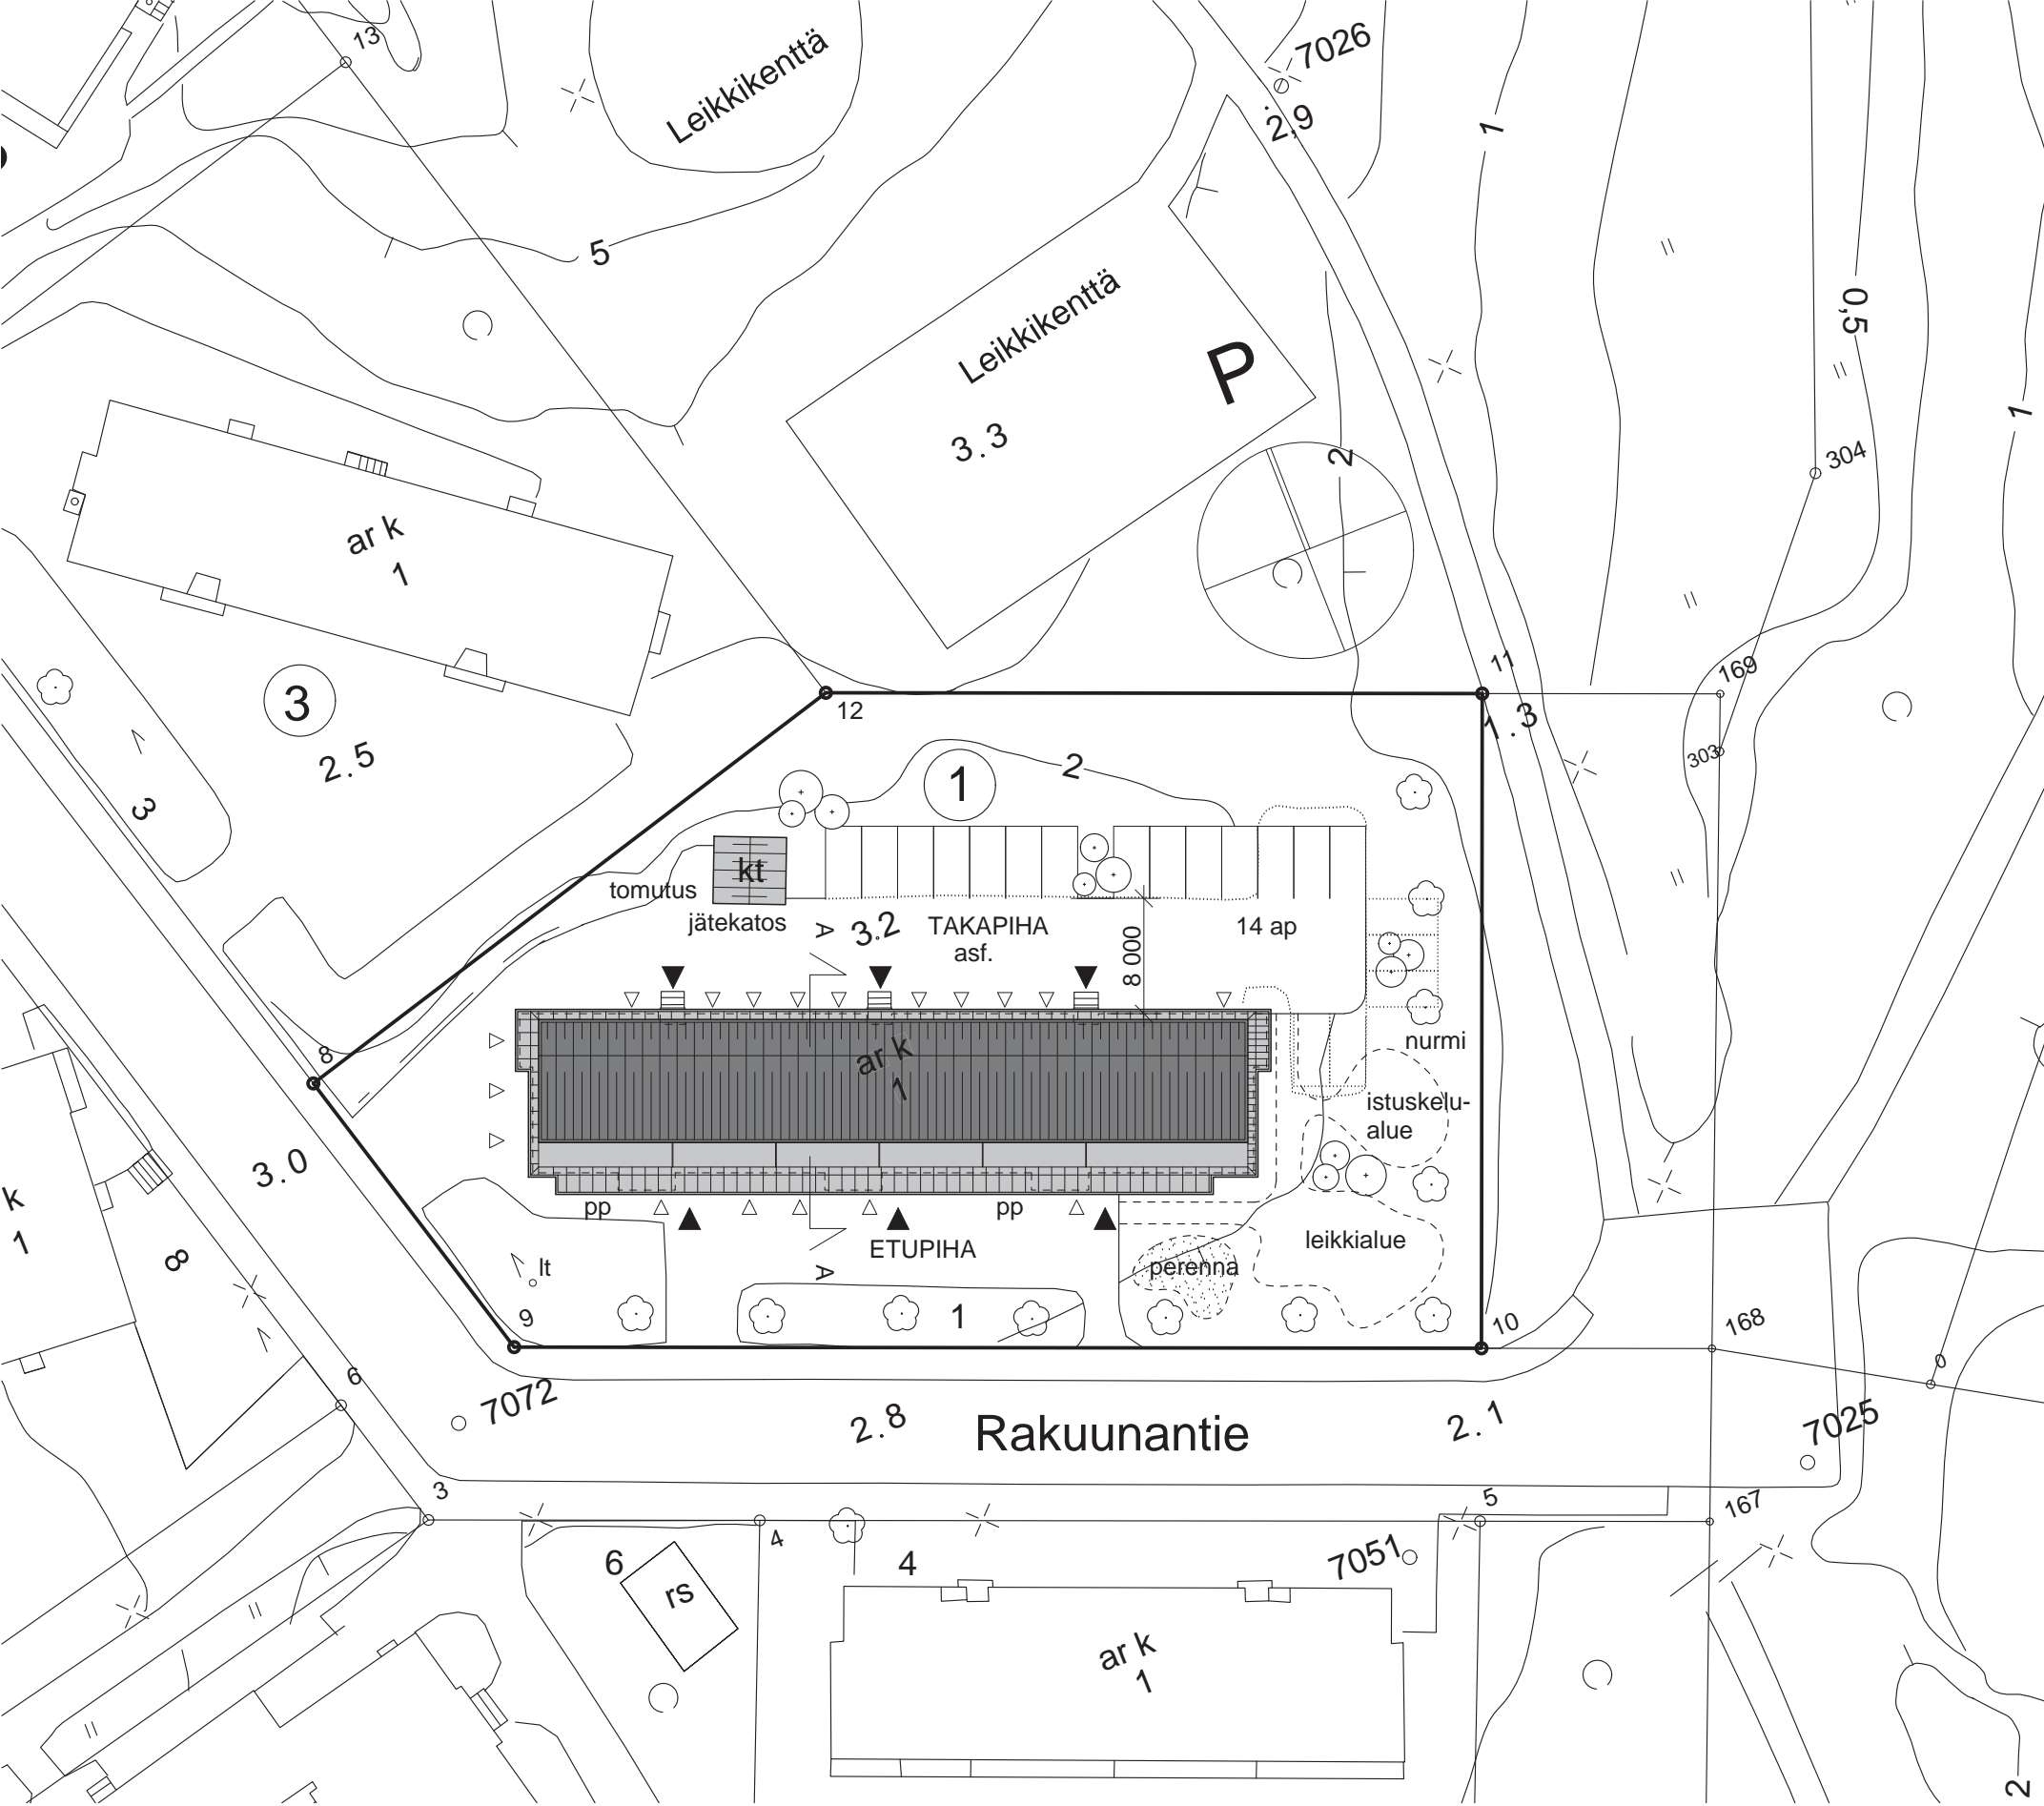 13
Leikkikenttä
7026
2,9
1
5
0,5
Leikkikenttä
P
3.3
2
1
304
ar k
1
3
2.5
3
12
11
1.3
169
303
1
2
kt
tomutus
jätekatos
A
3.2
TAKAPIHA
asf.
8 000
14 ap
nurmi
8
ar k
1
istuskelu-
alue
3.0
k
1
8
pp
pp
ETUPIHA
A
leikkialue
perenna
lt
9
1
10
168
0
6
7072
2.8
Rakuunantie
2.1
7025
3
4
5
167
6
rs
4
7051
ar k
1
2